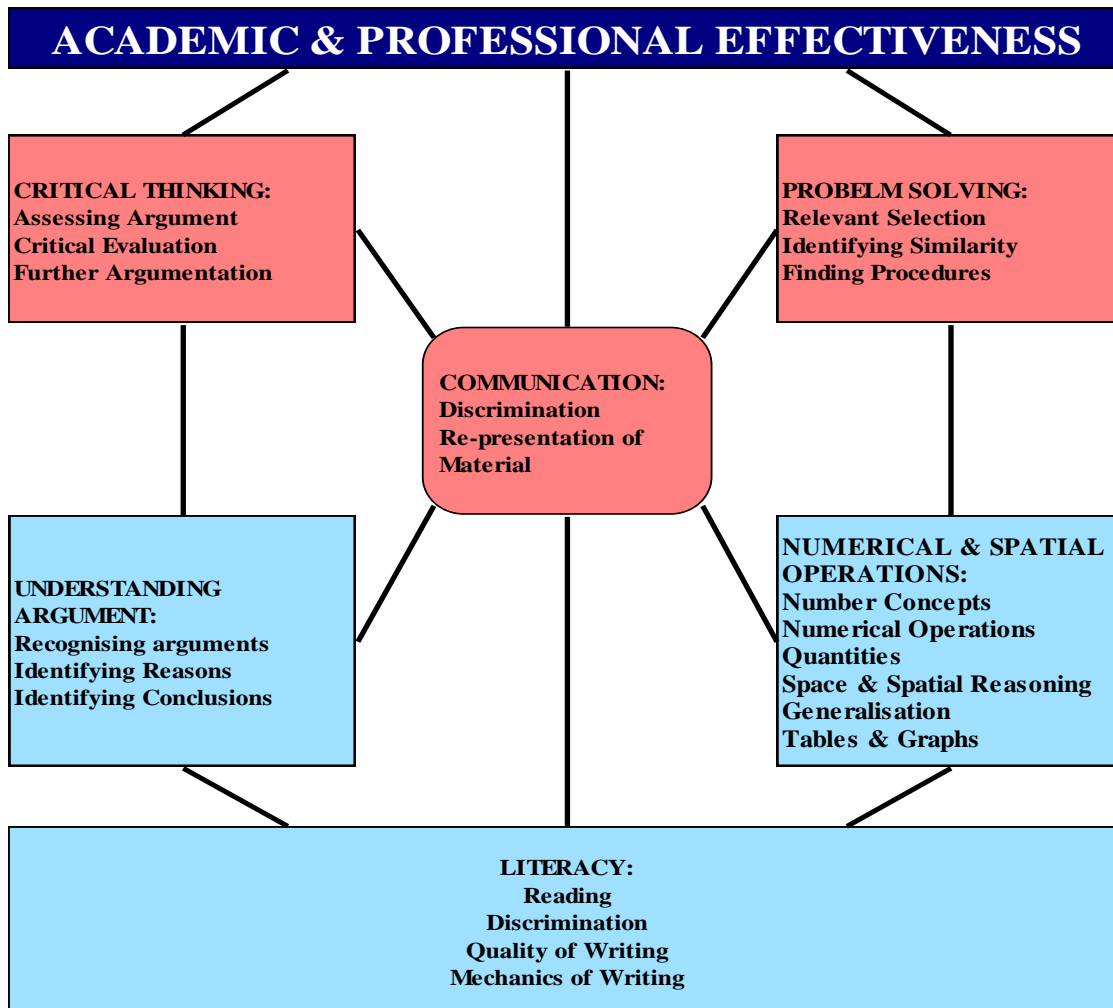 ACADEMIC & PROFESSIONAL EFFECTIVENESS
CRITICAL THINKING:
Assessing Argument
Critical Evaluation
Further Argumentation
PROBELM SOLVING:
Relevant Selection
Identifying Similarity
Finding Procedures
COMMUNICATION:
Discrimination
Re-presentation of
Material
UNDERSTANDING
ARGUMENT:
Recognising arguments
Identifying Reasons
Identifying Conclusions
NUMERICAL & SPATIAL
OPERATIONS:
Number Concepts
Numerical Operations
Quantities
Space & Spatial Reasoning
Generalisation
Tables & Graphs
LITERACY:
Reading
Discrimination
Quality of Writing
Mechanics of Writing